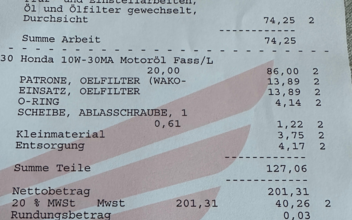 und Einstellarbeiten,
Öl und Ölfilter gewechselt,
Durchsicht 74,25 2
Summe Arbeit 74,25
30 Honda 10W-30MA Motoröl Fass/L
20,00 86,00 2
PATRONE, OELFILTER (WAKO- 13,89 2
EINSATZ, OELFILTER 13,89 2
O-RING 4,14 2
SCHEIBE, ABLASSCHRAUBE, 1
0,61 1,22 2
Kleinmaterial 3,75 2
Entsorgung 4,17 2
Summe Teile 127,06
Nettobetrag 201,31
20 % MWSt Mwst 201,31 40,26 2
Rundungsbetrag 0,03